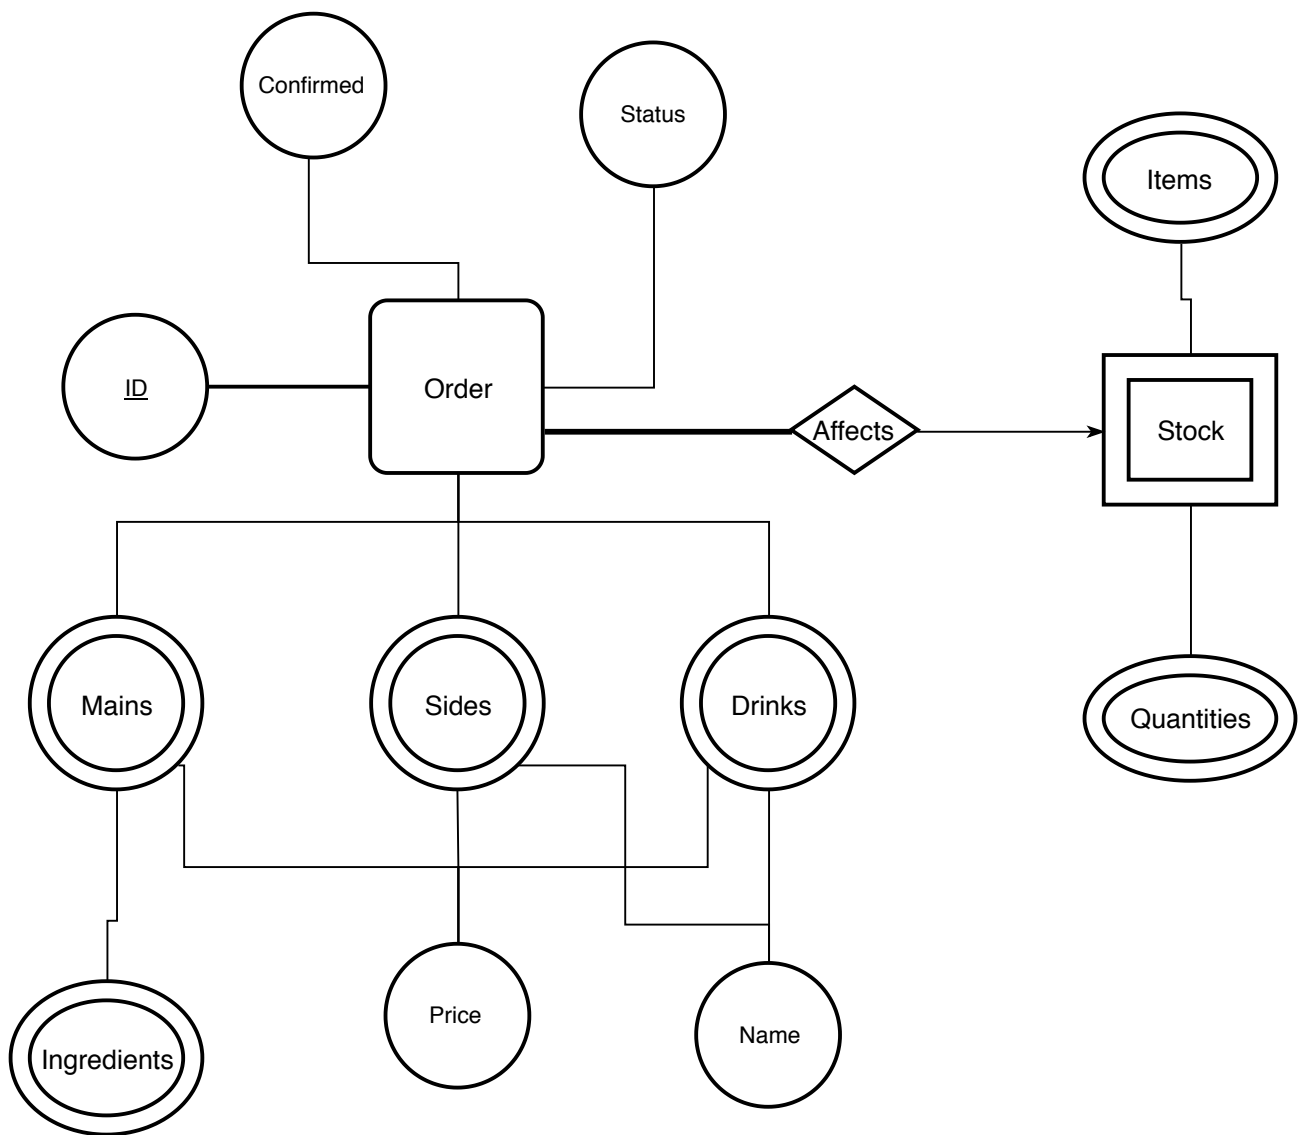 Confirmed
Status
Items
ID
Order
Affects
Stock
Mains
Sides
Drinks
Quantities
Price
Name
Ingredients